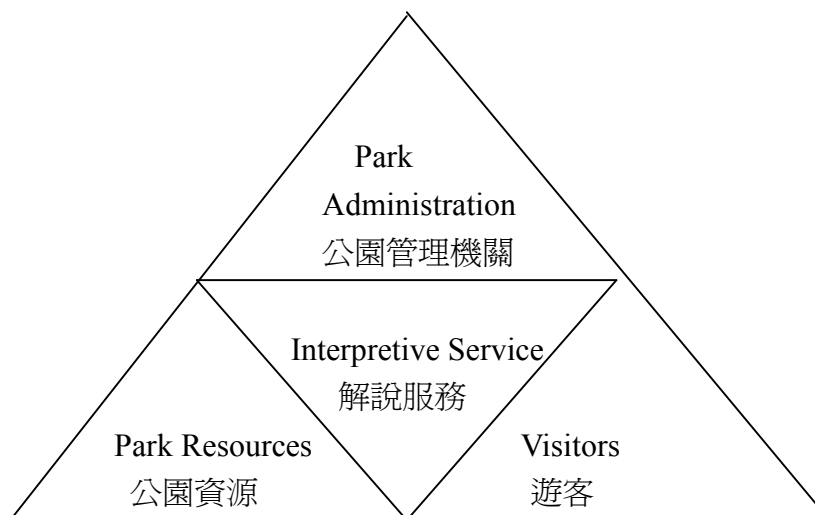 Park
Administration
公園管理機關
Interpretive Service
解說服務
Park Resources
公園資源
Visitors
遊客